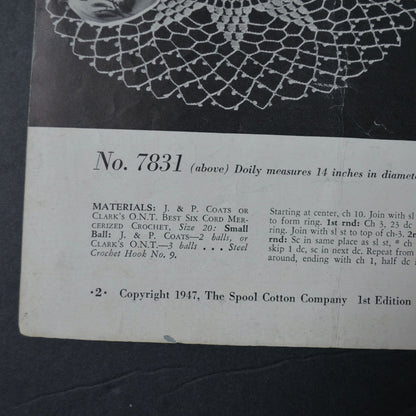 No. 7831 (above) Doily measures 14 inches in diamete
MATERIALS: J. & P. COATS OR
CLARK'S O.N.T. BEST SIX CORD MER-
CERIZED CROCHET, Size 20: Small
Ball: J. & P. COATS—2 balls, or
CLARK'S O.N.T.—3 balls . . . Steel
Crochet Hook No. 9.
Starting at center, ch 10. Join with sl
to form ring. 1st rnd: Ch 3, 23 dc
ring. Join with sl st to top of ch-3. 2n
rnd: Sc in same place as sl st, * ch
skip 1 dc, sc in next dc. Repeat from
around, ending with ch 1, half dc
·2· Copyright 1947, The Spool Cotton Company 1st Edition